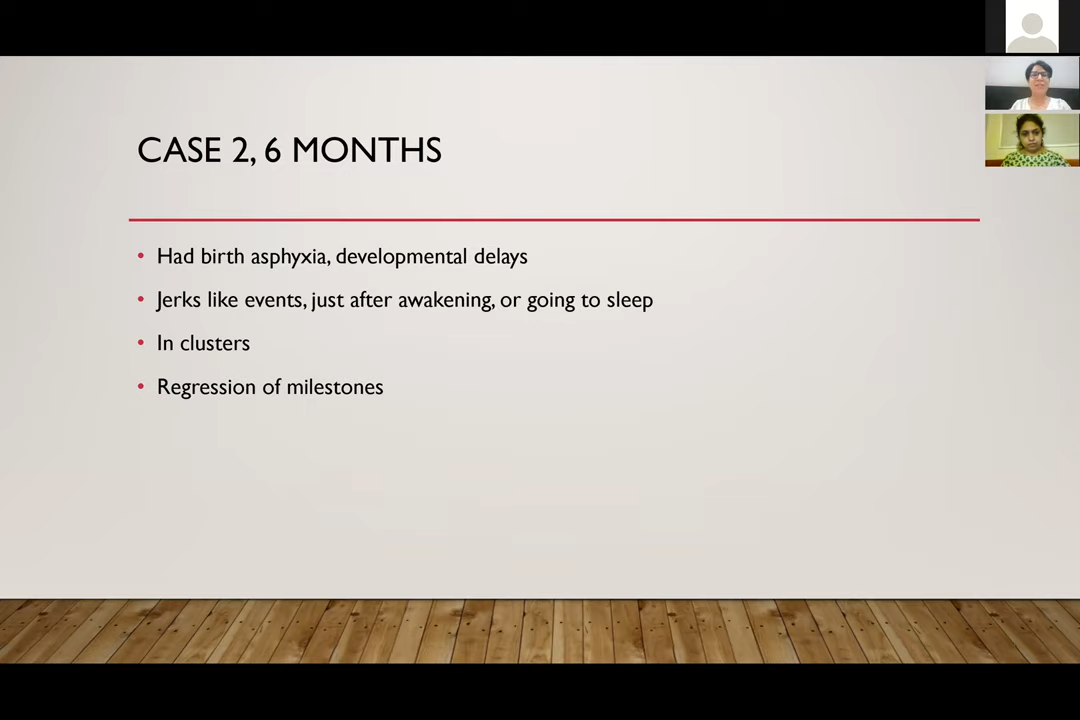 CASE 2, 6 MONTHS
• Had birth asphyxia, developmental delays
• Jerks like events, just after awakening, or going to sleep
• In clusters
• Regression of milestones